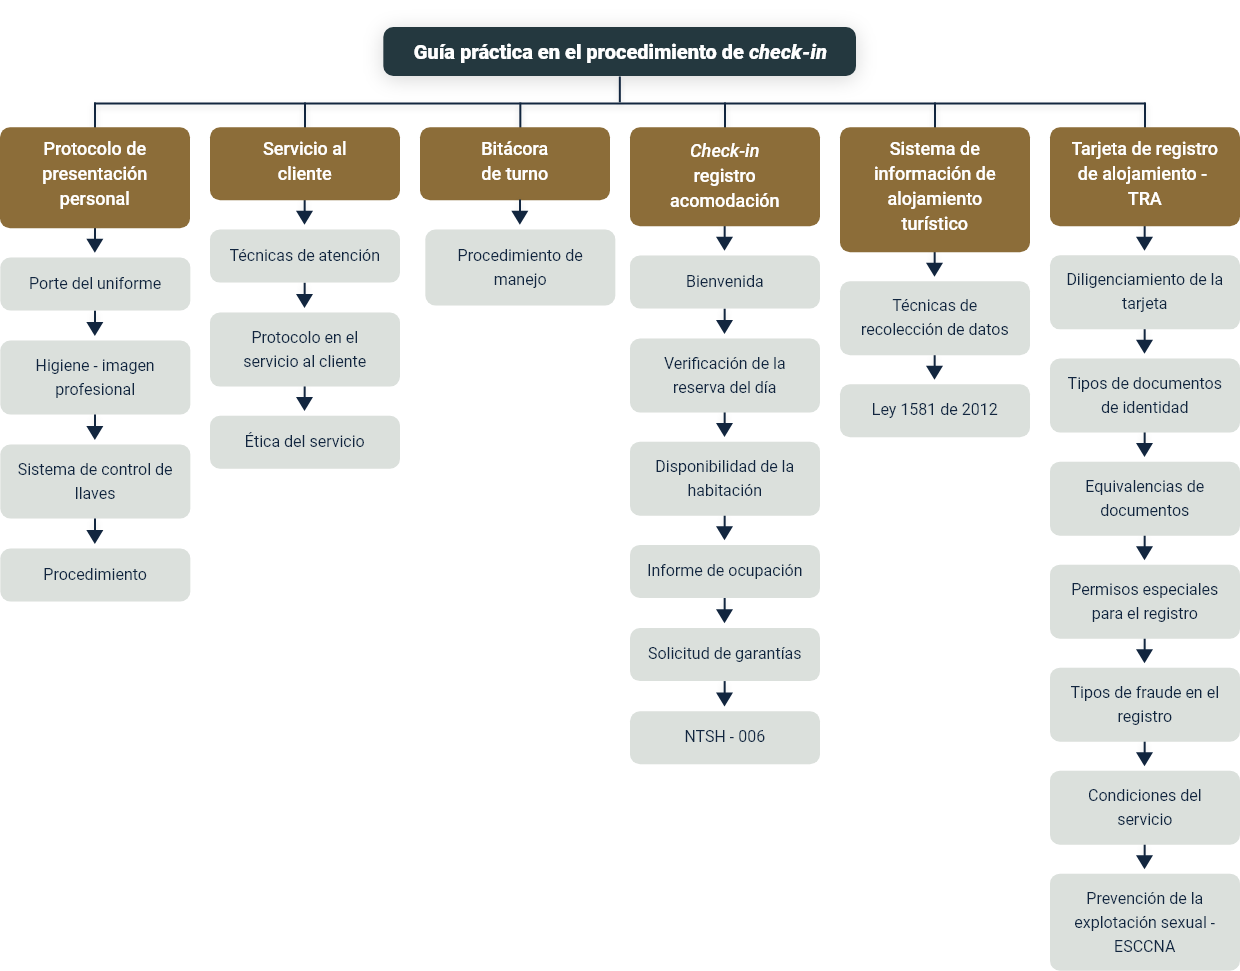 Guía práctica en el procedimiento de check-in
Protocolo de
presentación
personal
Porte del uniforme
Higiene - imagen
profesional
Sistema de control de
llaves
Procedimiento
Servicio al
cliente
Técnicas de atención
Protocolo en el
servicio al cliente
Ética del servicio
Bitácora
de turno
Procedimiento de
manejo
Check-in
registro
acomodación
Bienvenida
Verificación de la
reserva del día
Disponibilidad de la
habitación
Informe de ocupación
Solicitud de garantías
NTSH - 006
Sistema de
información de
alojamiento
turístico
Técnicas de
recolección de datos
Ley 1581 de 2012
Tarjeta de registro
de alojamiento -
TRA
Diligenciamiento de la
tarjeta
Tipos de documentos
de identidad
Equivalencias de
documentos
Permisos especiales
para el registro
Tipos de fraude en el
registro
Condiciones del
servicio
Prevención de la
explotación sexual -
ESCCNA